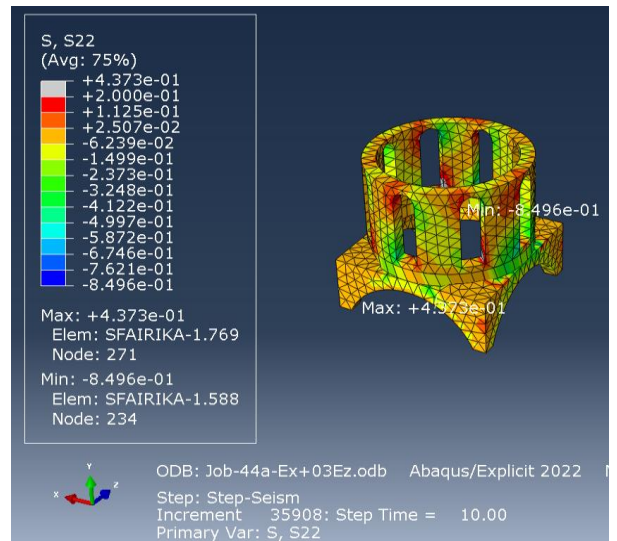 S, S22
(Avg: 75%)
+4.373e-01
+2.000e-01
+1.125e-01
+2.507e-02
-6.239e-02
-1.499e-01
-2.373e-01
-3.248e-01
-4.122e-01
-4.997e-01
-5.872e-01
-6.746e-01
-7.621e-01
-8.496e-01
Max: +4.373e-01
Elem: SFAIRIKA-1.769
Node: 271
Min: -8.496e-01
Elem: SFAIRIKA-1.588
Node: 234
Min: -8.496e-01
Max: +4.373e-01
Y
X
Z
ODB: Job-44a-Ex+03Ez.odb Abaqus/Explicit 2022
Step: Step-Seism
Increment 35908: Step Time = 10.00
Primary Var: S, S22